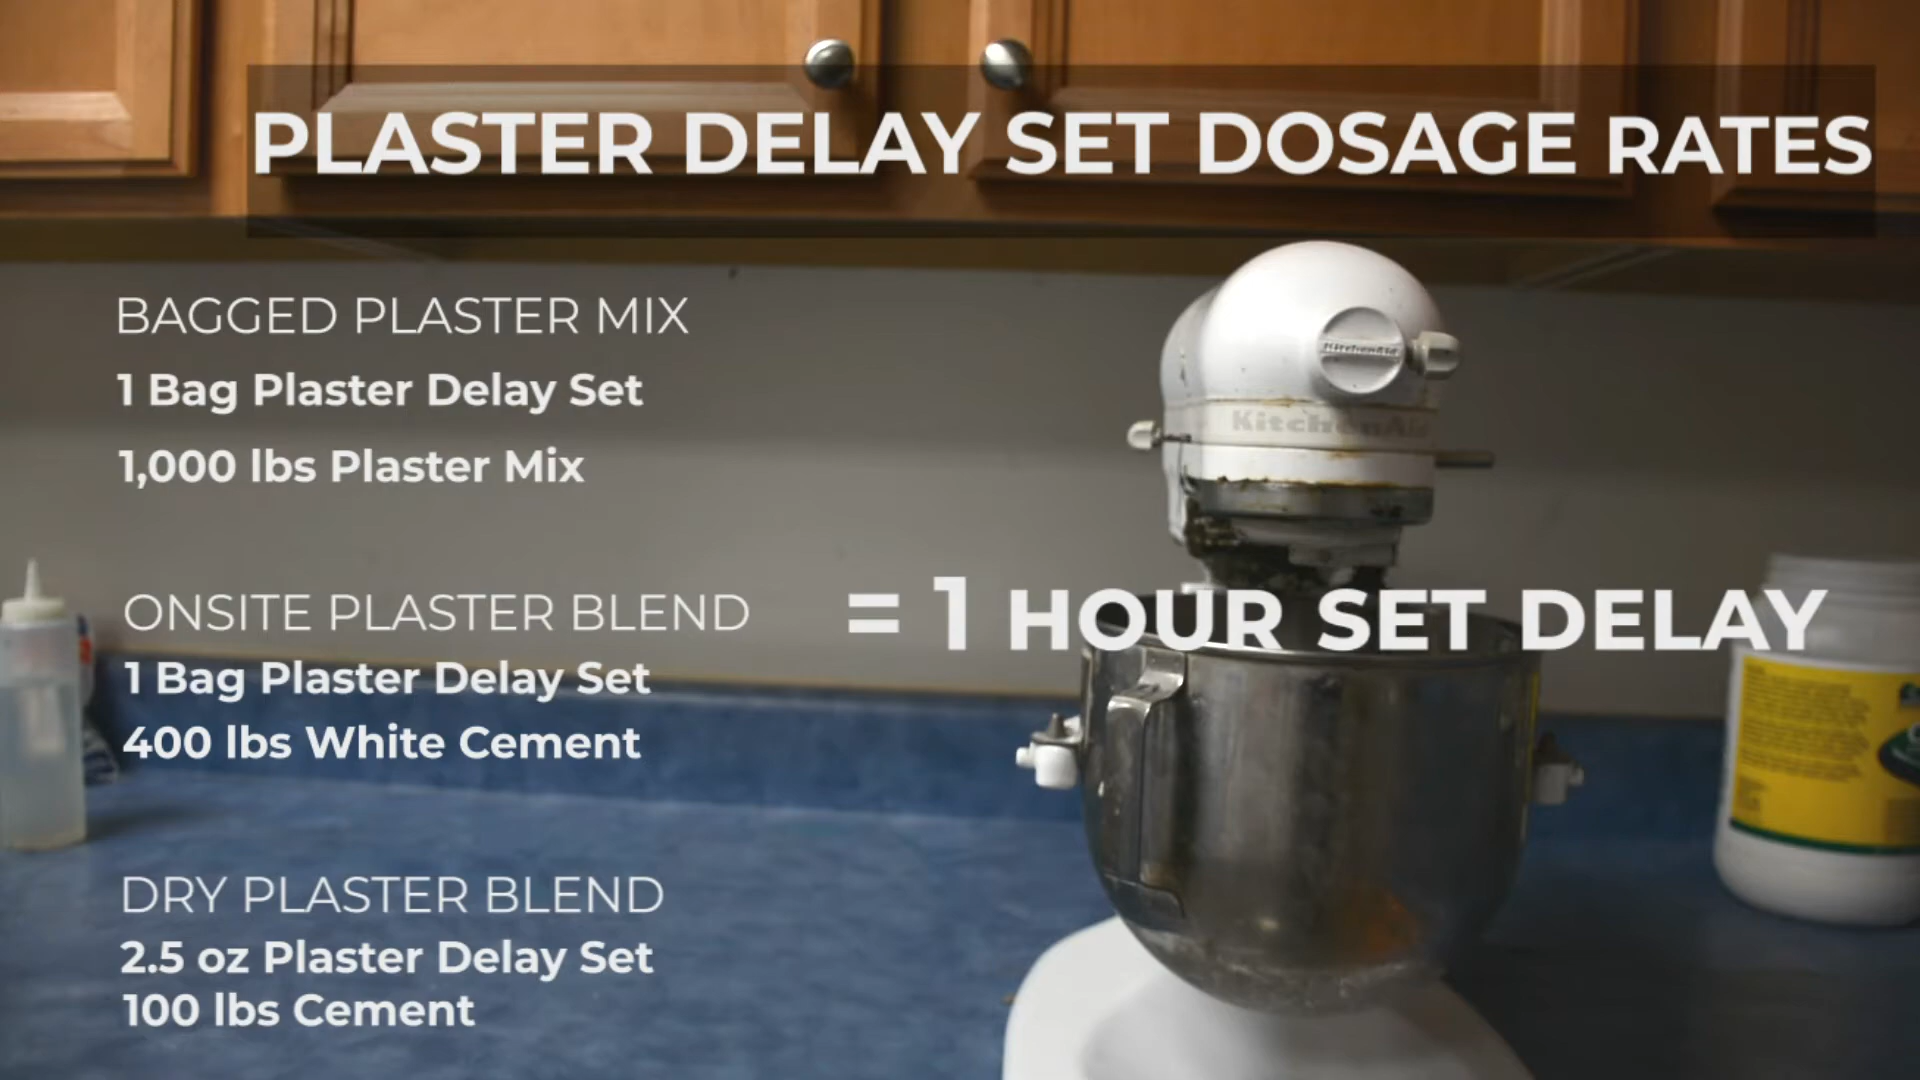 PLASTER DELAY SET DOSAGE RATES
BAGGED PLASTER MIX
1 Bag Plaster Delay Set
1,000 lbs Plaster Mix
ONSITE PLASTER BLEND
1 Bag Plaster Delay Set
400 lbs White Cement
= 1 HOUR SET DELAY
DRY PLASTER BLEND
2.5 oz Plaster Delay Set
100 lbs Cement
KitchenAid
KitchenAid